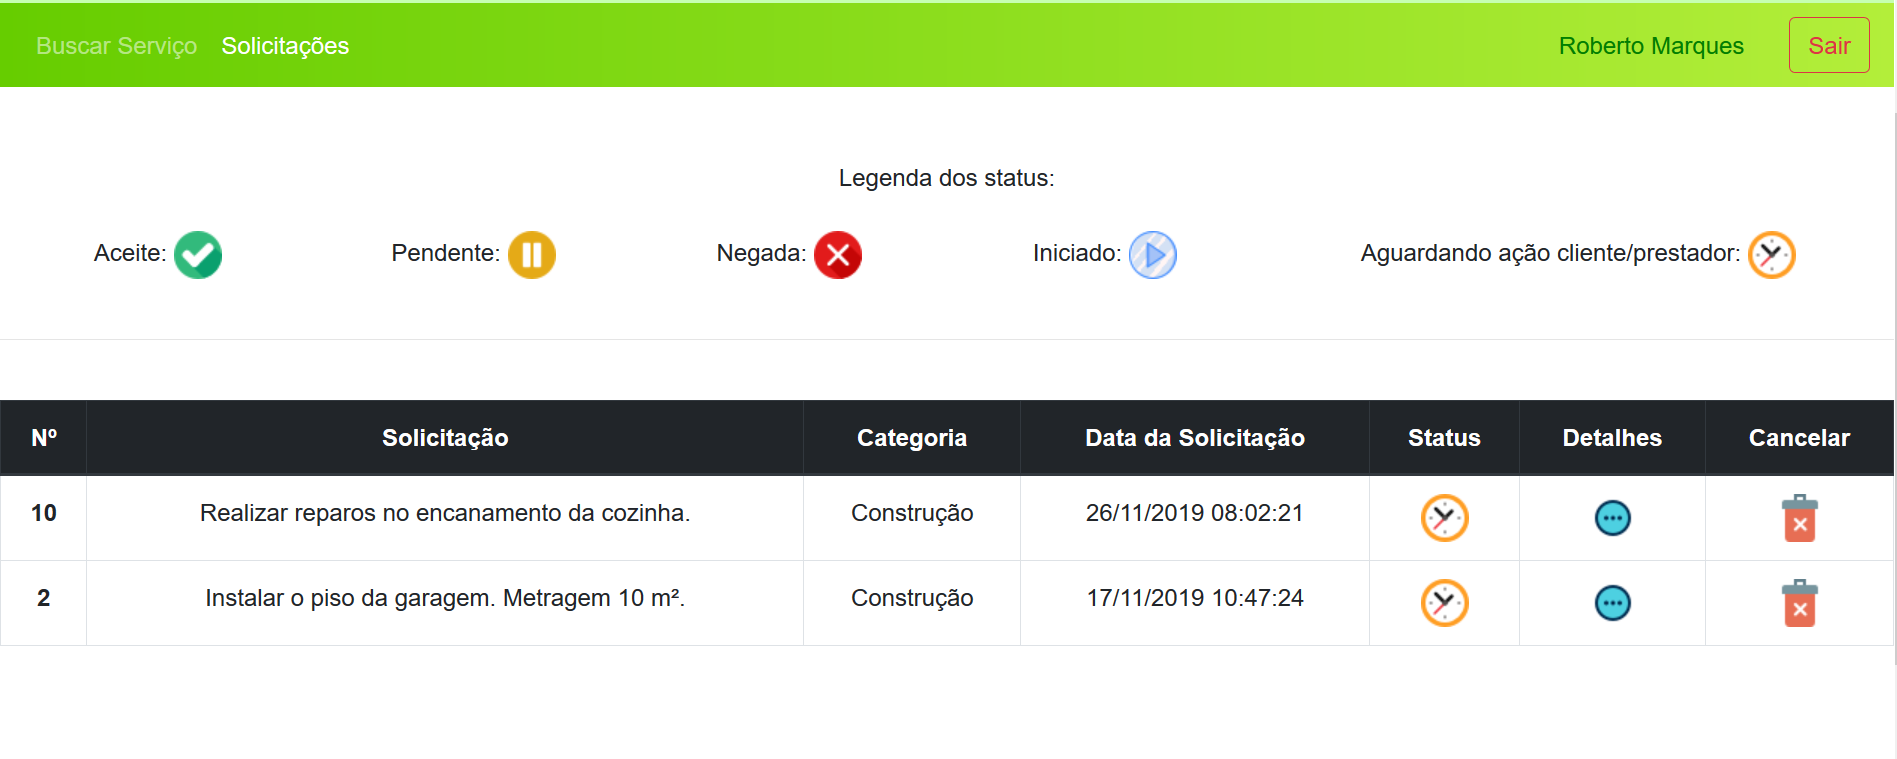 Buscar Serviço Solicitações Roberto Marques Sair
Legenda dos status:
Aceite: Pendente: Negada: Iniciado: Aguardando ação cliente/prestador:
Nº Solicitação Categoria Data da Solicitação Status Detalhes Cancelar
10 Realizar reparos no encanamento da cozinha. Construção 26/11/2019 08:02:21
2 Instalar o piso da garagem. Metragem 10 m². Construção 17/11/2019 10:47:24